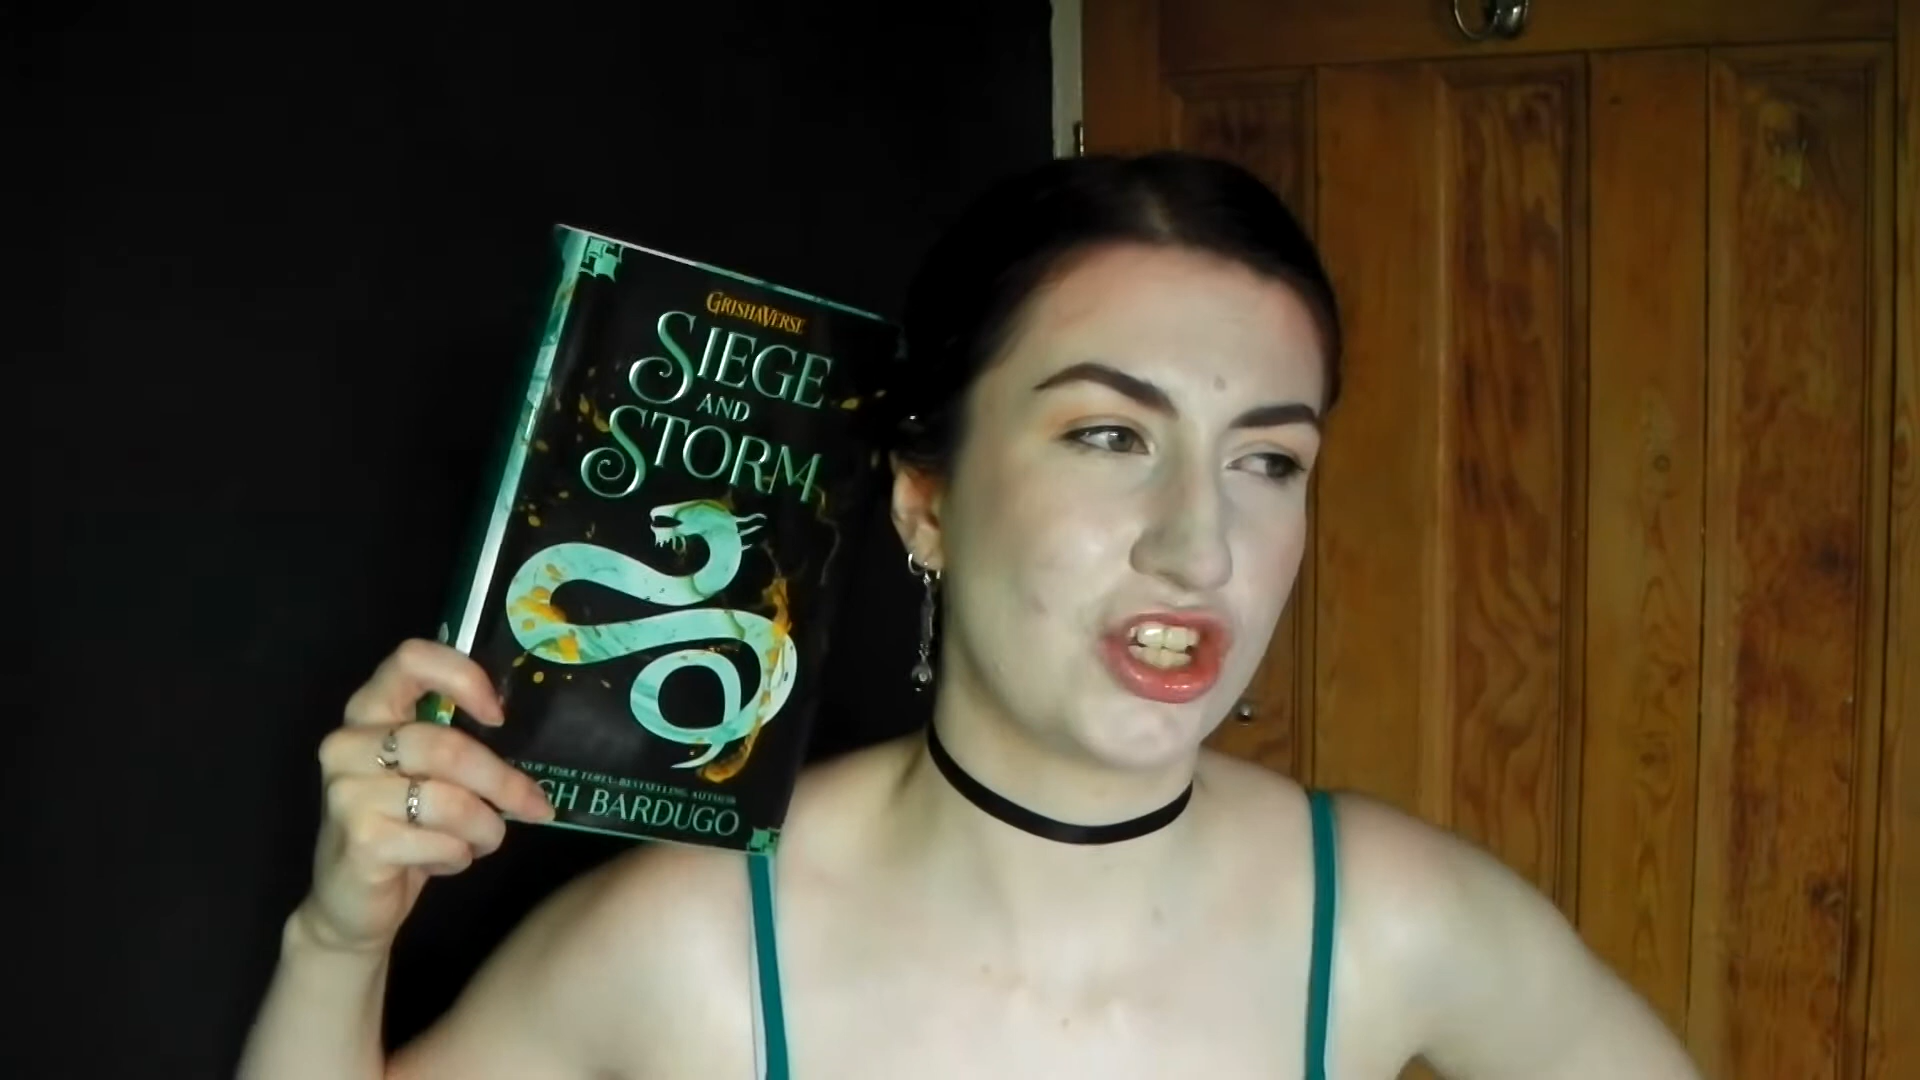 GRISHAVERSE
SIEGE
AND
STORM
NEW YORK TIMES-BESTSELLING AUTHOR
GH BARDUGO